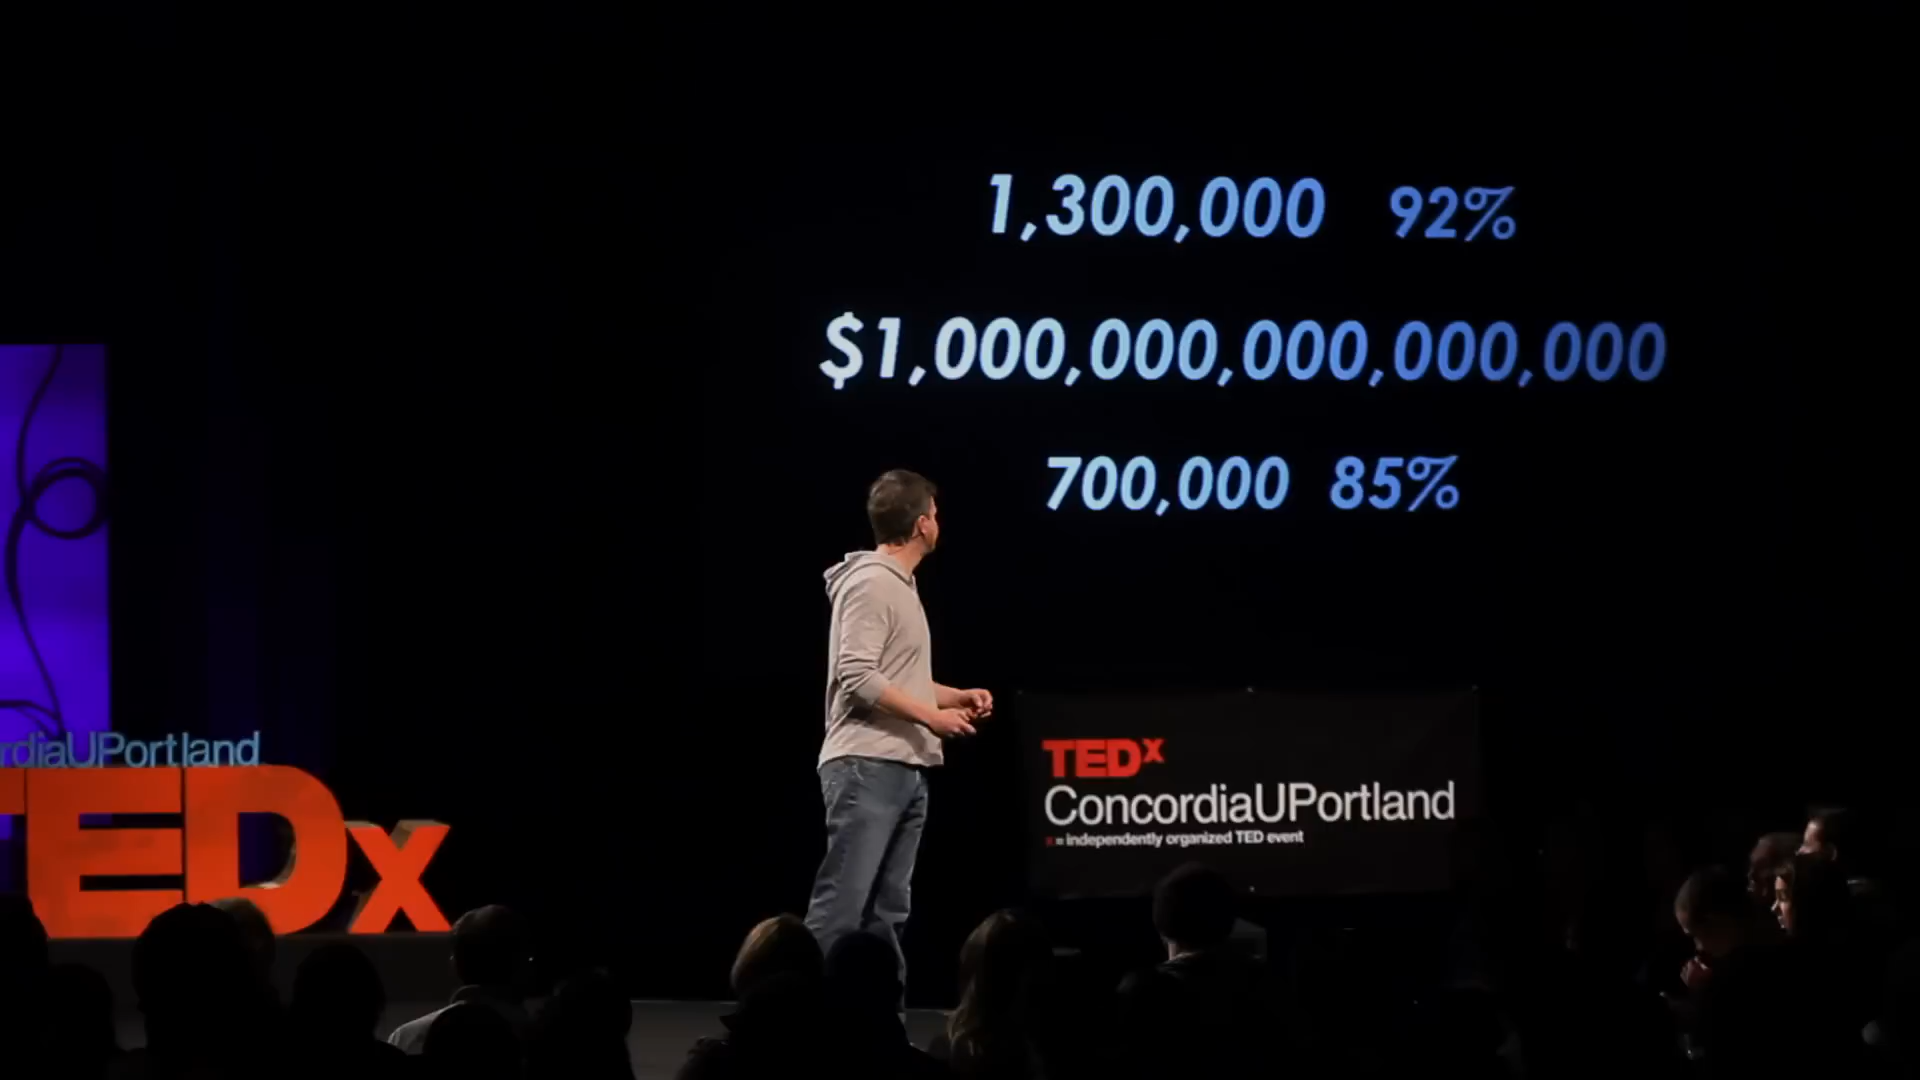 1,300,000 92%
$1,000,000,000,000,000
700,000 85%
rdiaUPortland
TEDx
TEDx
ConcordiaUPortland
x = independently organized TED event